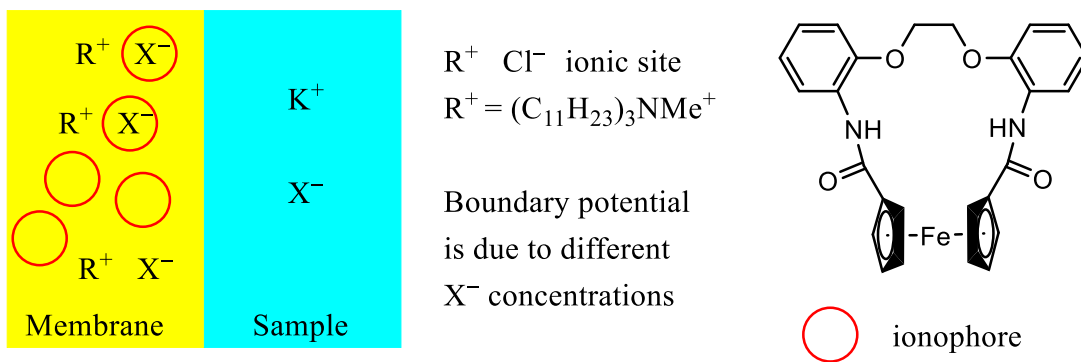 R⁺ X⁻
R⁺ X⁻
R⁺ X⁻
Membrane
K⁺
X⁻
Sample
R⁺ Cl⁻ ionic site
R⁺ = (C₁₁H₂₃)₃NMe⁺
Boundary potential
is due to different
X⁻ concentrations
O O
NH HN
O O
Fe
ionophore